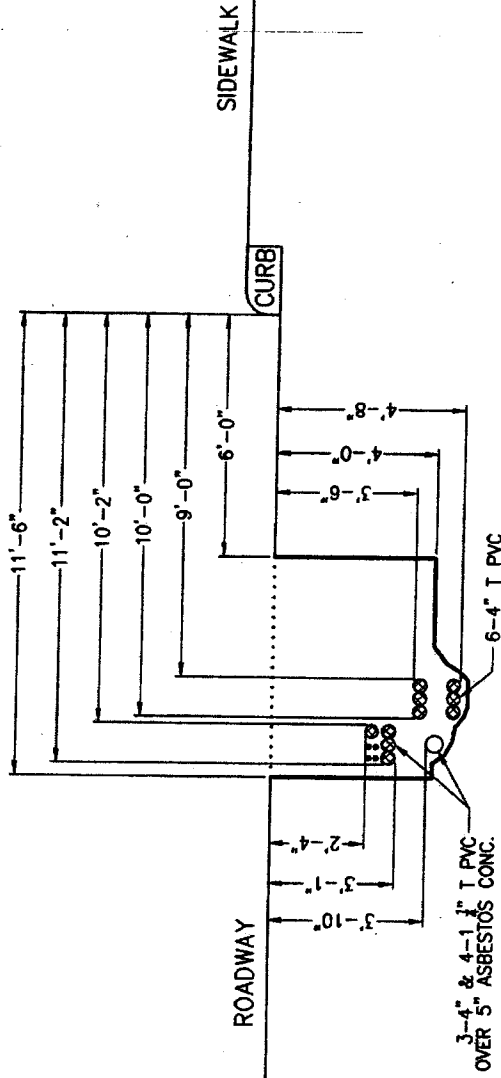 SIDEWALK
CURB
ROADWAY
11'-6"
11'-2"
10'-2"
10'-0"
9'-0"
6'-0"
2'-4"
3'-1"
3'-10"
3'-6"
4'-0"
4'-8"
6-4" T PVC
3-4" & 4-1 T PVC
OVER 5" ASBESTOS CONC.